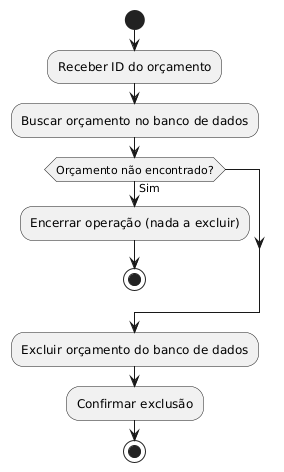 Receber ID do orçamento
Buscar orçamento no banco de dados
Orçamento não encontrado?
Sim
Encerrar operação (nada a excluir)
Excluir orçamento do banco de dados
Confirmar exclusão